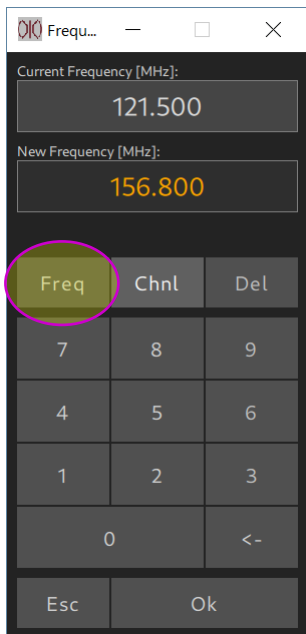 Frequ...
Current Frequency [MHz]:
121.500
New Frequency [MHz]:
156.800
Freq Chnl Del
7 8 9
4 5 6
1 2 3
0 <-
Esc Ok